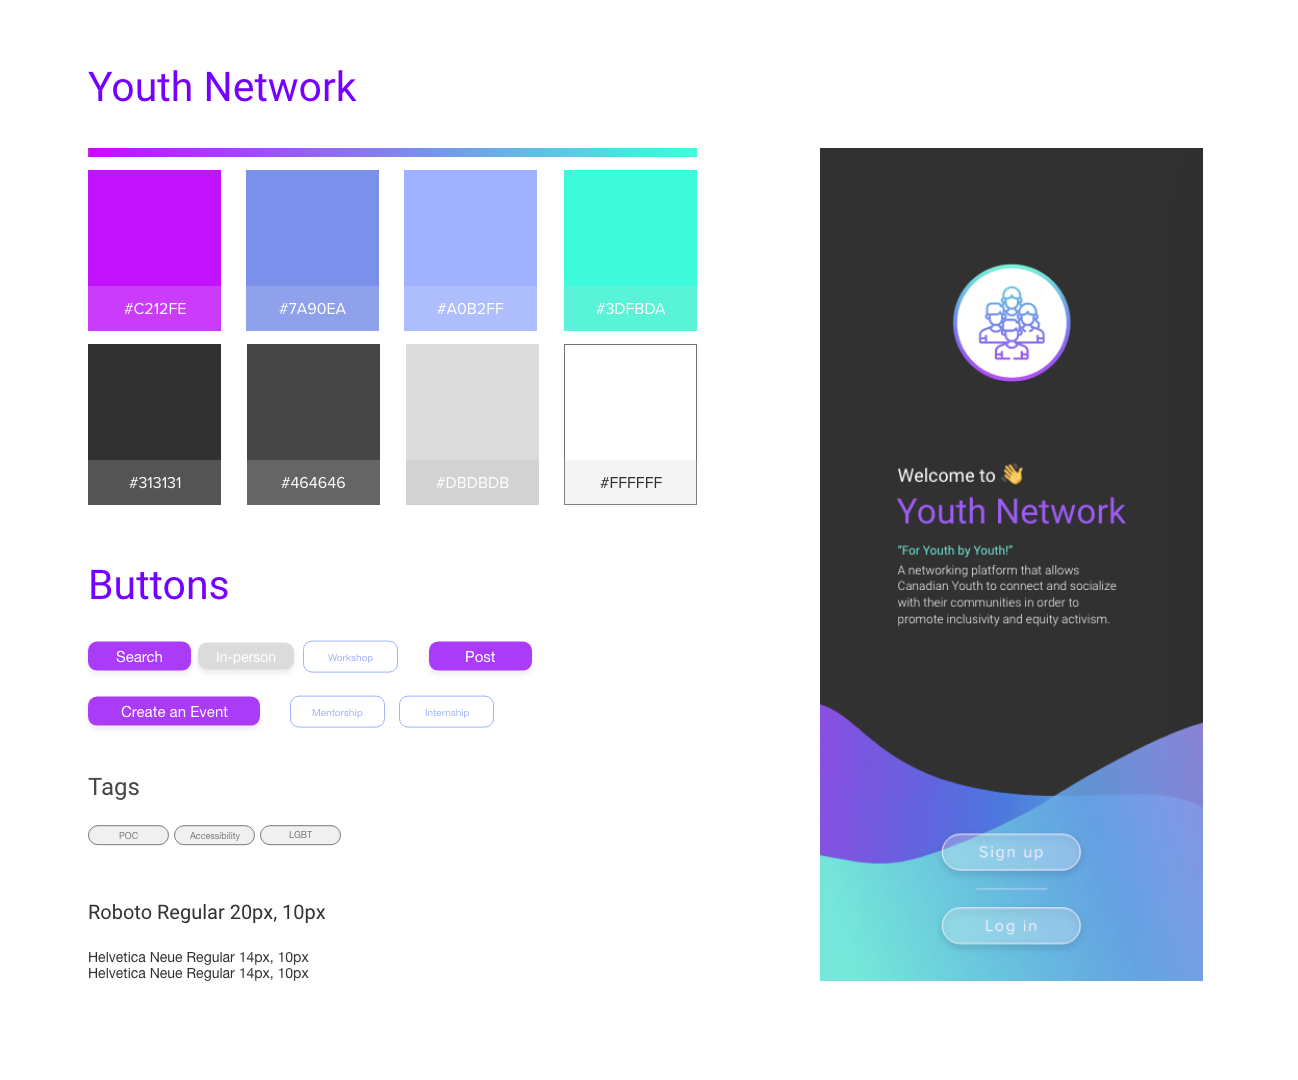 Youth Network
#C212FE
#7A90EA
#A0B2FF
#3DFBDA
#313131
#464646
#DBDBDB
#FFFFFF
Buttons
Search
In-person
Workshop
Post
Create an Event
Mentorship
Internship
Tags
POC
Accessibility
LGBT
Roboto Regular 20px, 10px
Helvetica Neue Regular 14px, 10px
Helvetica Neue Regular 14px, 10px
Welcome to 👋
Youth Network
"For Youth by Youth!"
A networking platform that allows
Canadian Youth to connect and socialize
with their communities in order to
promote inclusivity and equity activism.
Sign up
Log in